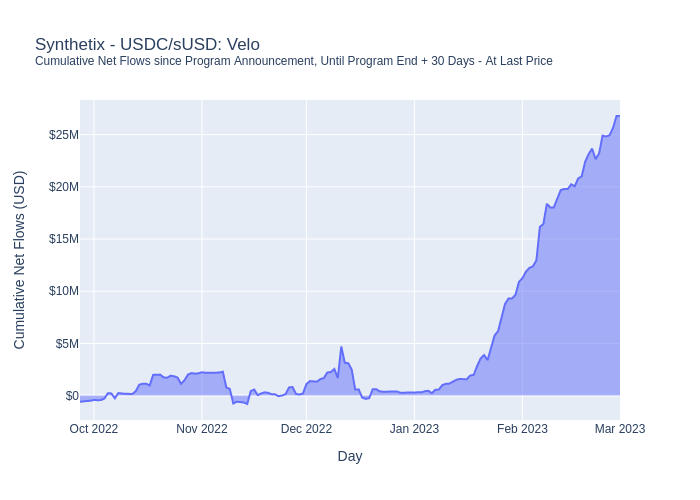 Synthetix - USDC/sUSD: Velo
Cumulative Net Flows since Program Announcement, Until Program End + 30 Days - At Last Price
Cumulative Net Flows (USD)
$25M
$20M
$15M
$10M
$5M
$0
Oct 2022
Nov 2022
Dec 2022
Jan 2023
Feb 2023
Mar 2023
Day